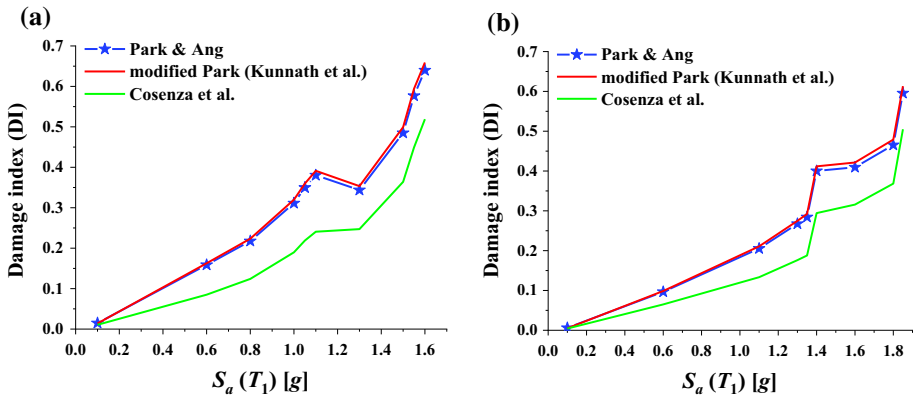 (a)
0.7
0.6
0.5
0.4
0.3
0.2
0.1
0.0
Damage index (DI)
Park & Ang
modified Park (Kunnath et al.)
Cosenza et al.
0.0 0.2 0.4 0.6 0.8 1.0 1.2 1.4 1.6
Sa (T1) [g]
(b)
0.7
0.6
0.5
0.4
0.3
0.2
0.1
0.0
Damage index (DI)
Park & Ang
modified Park (Kunnath et al.)
Cosenza et al.
0.0 0.2 0.4 0.6 0.8 1.0 1.2 1.4 1.6 1.8
Sa (T1) [g]